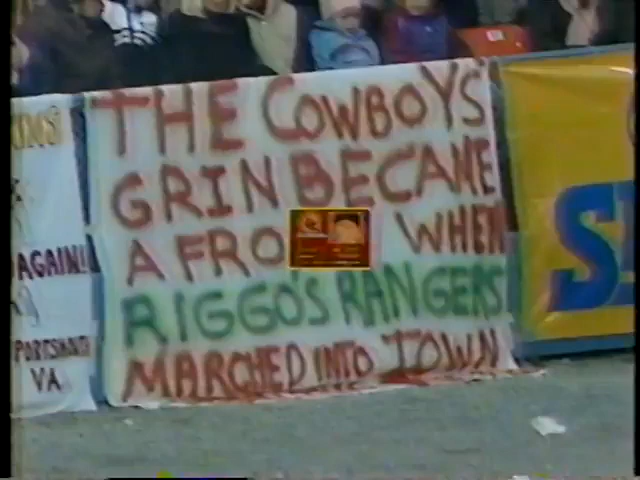 THE COWBOYS'
GRIN BECAME
A FRO WHEN
RIGGO'S RANGERS
MARCHED INTO TOWN
AGAIN!
VA